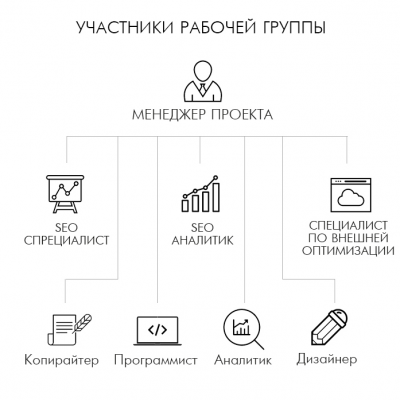 УЧАСТНИКИ РАБОЧЕЙ ГРУППЫ
МЕНЕДЖЕР ПРОЕКТА
SEO
СПРЕЦИАЛИСТ
SEO
АНАЛИТИК
СПЕЦИАЛИСТ
ПО ВНЕШНЕЙ
ОПТИМИЗАЦИИ
Копирайтер
Программист
Аналитик
Дизайнер